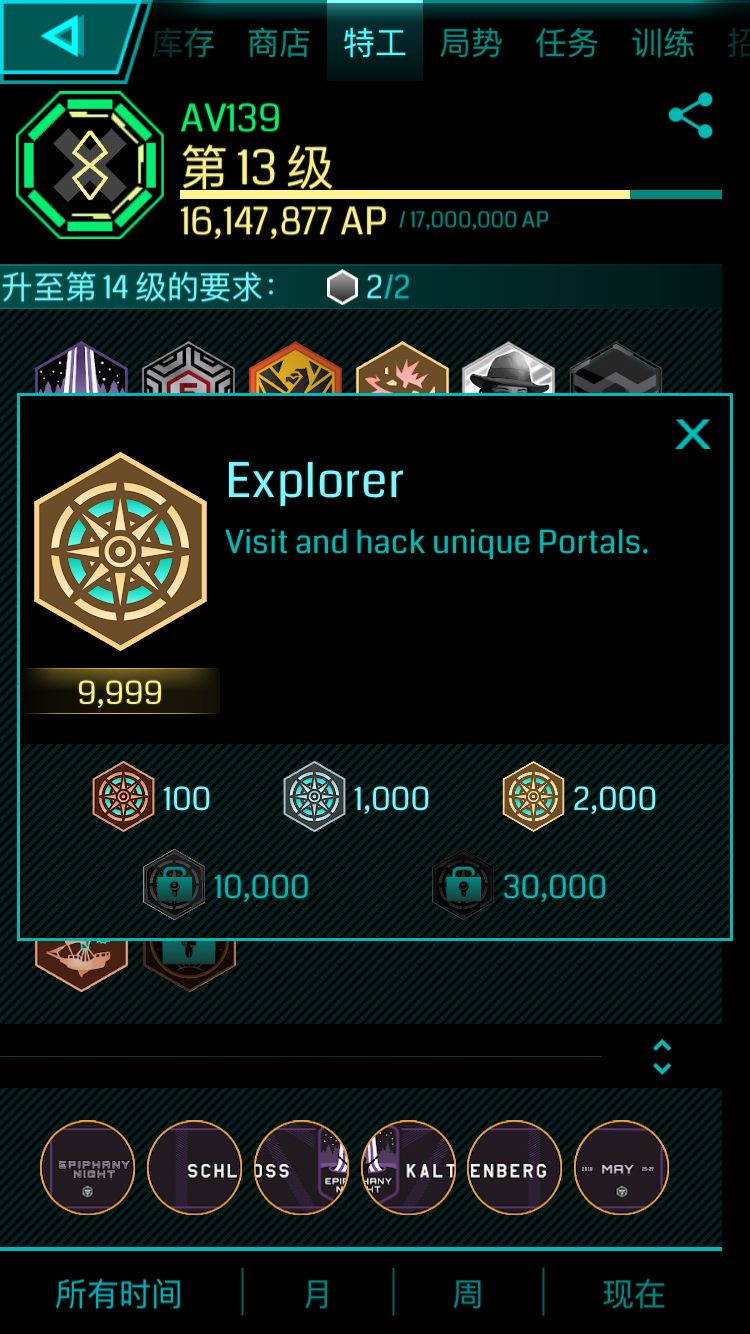 库存 商店 特工 局势 任务 训练 招
AV139
第 13 级
16,147,877 AP / 17,000,000 AP
升至第 14 级的要求： 2/2
Explorer
Visit and hack unique Portals.
9,999
100 1,000 2,000
10,000 30,000
EPIPHANY NIGHT SCHL OSS KALT ENBERG 2018 MAY 25-27
所有时间 月 周 现在